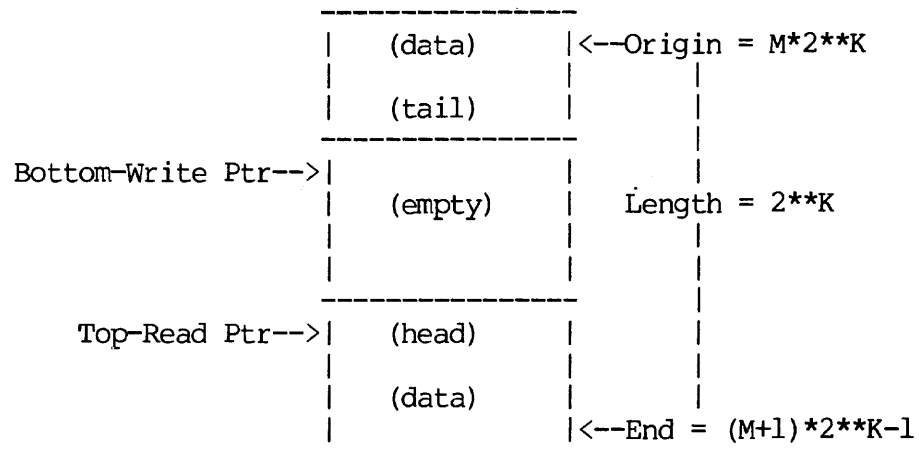 (data) <--Origin = M*2**K
(tail)
Bottom-Write Ptr-->
(empty) Length = 2**K
Top-Read Ptr--> (head)
(data)
<--End = (M+1)*2**K-1